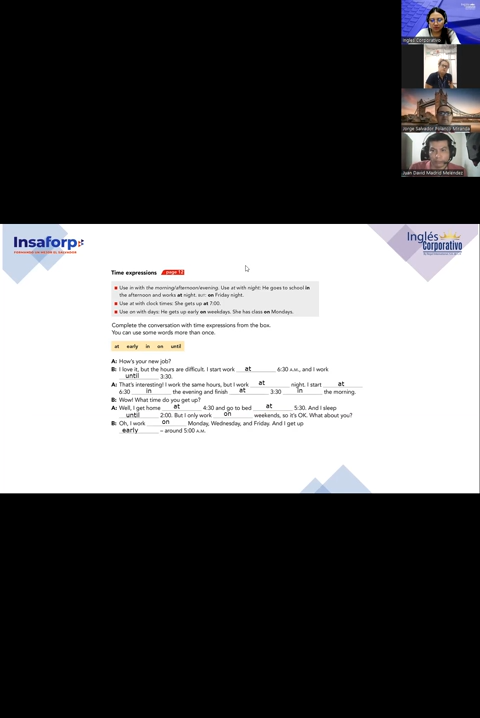 Inglés Corporativo
Jorge Salvador Polanco Miranda
Juan David Madrid Melendez
Insaforp
Inglés
Corporativo
Time expressions page 17
Use in with the morning/afternoon/evening. Use at with night: He goes to school in
the afternoon and works at night. BUT: on Friday night.
Use at with clock times: She gets up at 7:00.
Use on with days: He gets up early on weekdays. She has class on Mondays.
Complete the conversation with time expressions from the box.
You can use some words more than once.
at early in on until
A: How's your new job?
B: I love it, but the hours are difficult. I start work at 6:30 A.M., and I work
until 3:30.
A: That's interesting! I work the same hours, but I work at night. I start at
6:30 in the evening and finish at 3:30 in the morning.
B: Wow! What time do you get up?
A: Well, I get home at 4:30 and go to bed at 5:30. And I sleep
until 2:00. But I only work on weekends, so it's OK. What about you?
B: Oh, I work on Monday, Wednesday, and Friday. And I get up
early – around 5:00 A.M.